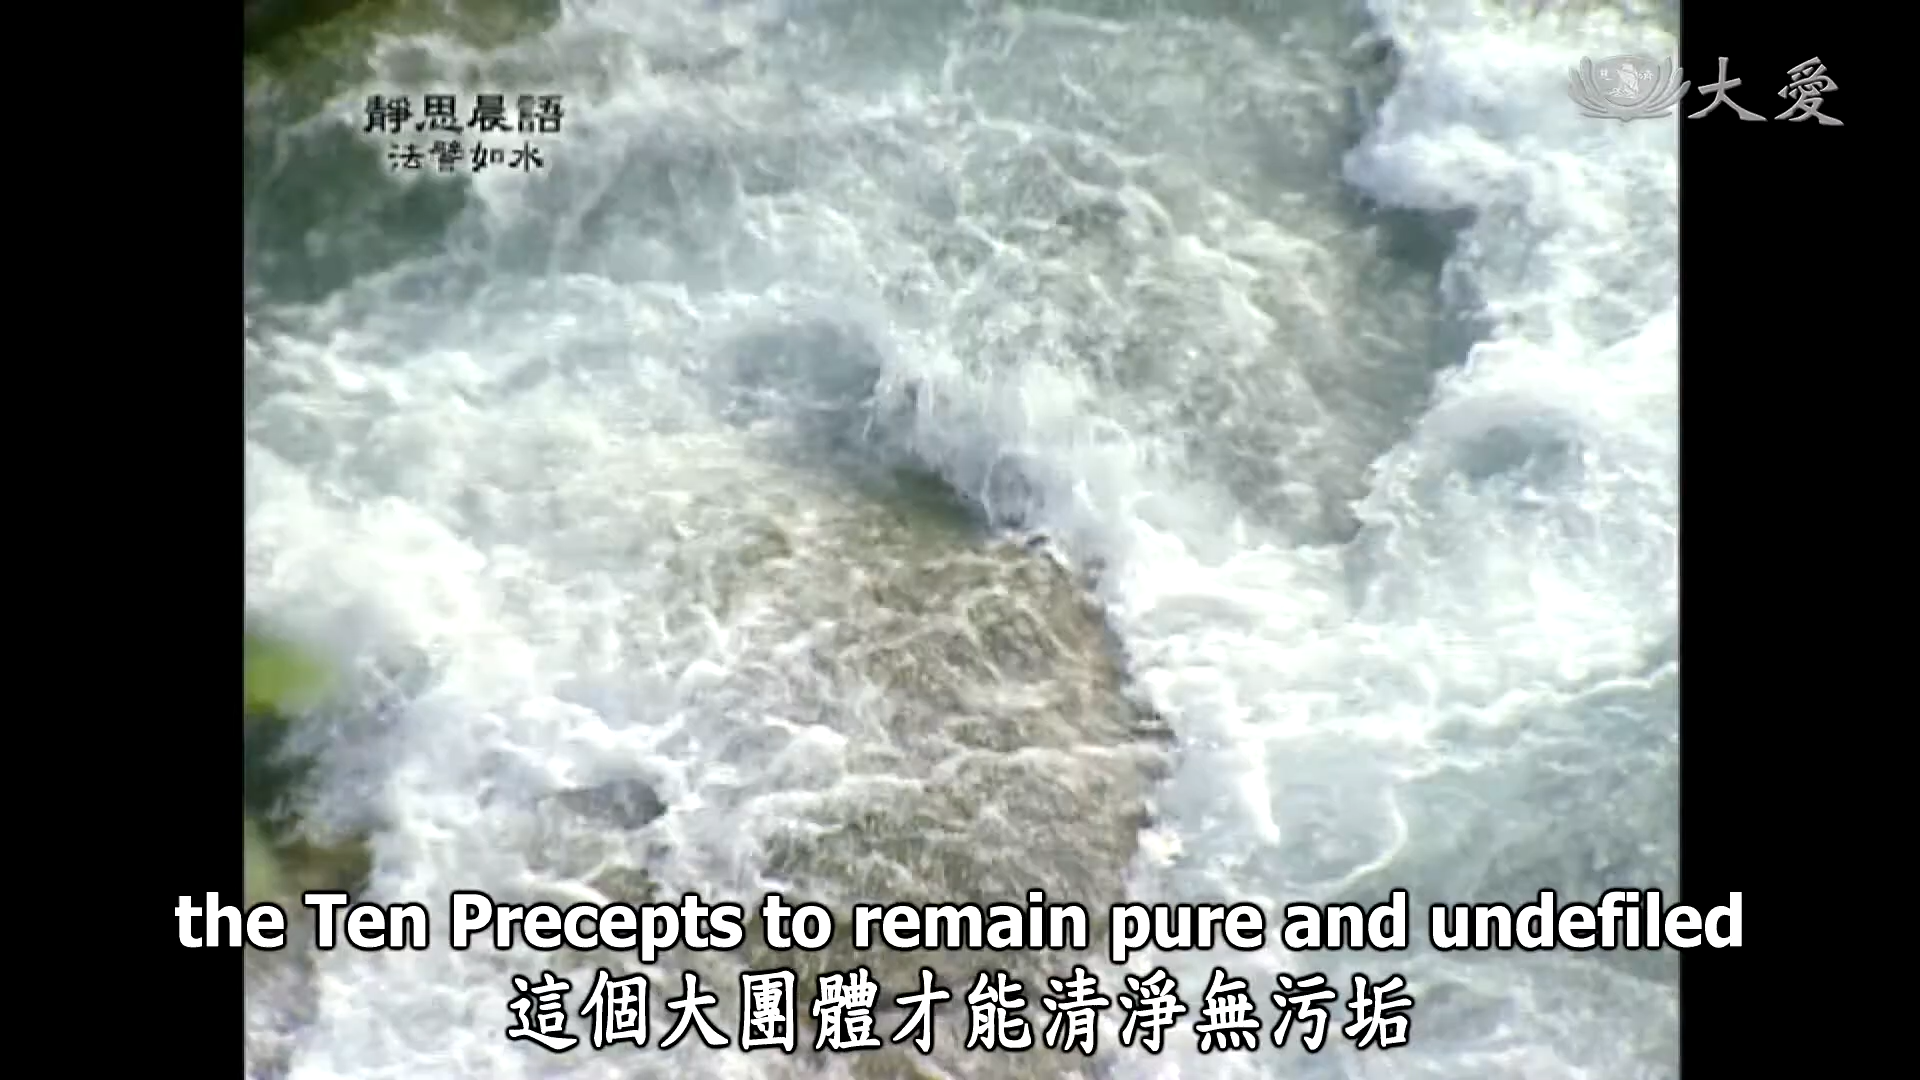 靜思晨語
法譬如水
大愛
the Ten Precepts to remain pure and undefiled
這個大團體才能清淨無污垢